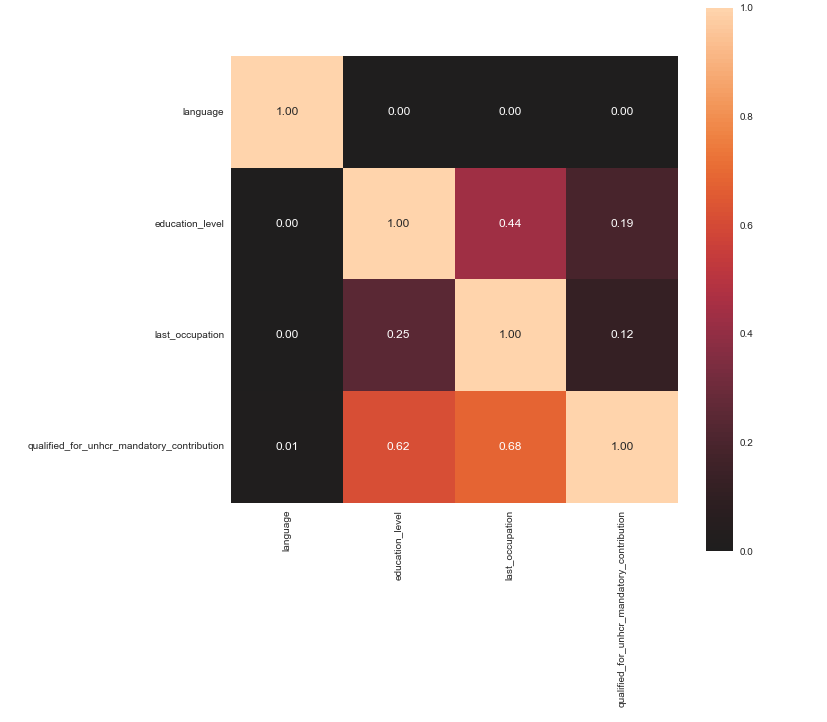 1.0
language 1.00 0.00 0.00 0.00
0.8
education_level 0.00 1.00 0.44 0.19
0.6
last_occupation 0.00 0.25 1.00 0.12
0.4
qualified_for_unhcr_mandatory_contribution 0.01 0.62 0.68 1.00
0.2
0.0
language
education_level
last_occupation
qualified_for_unhcr_mandatory_contribution